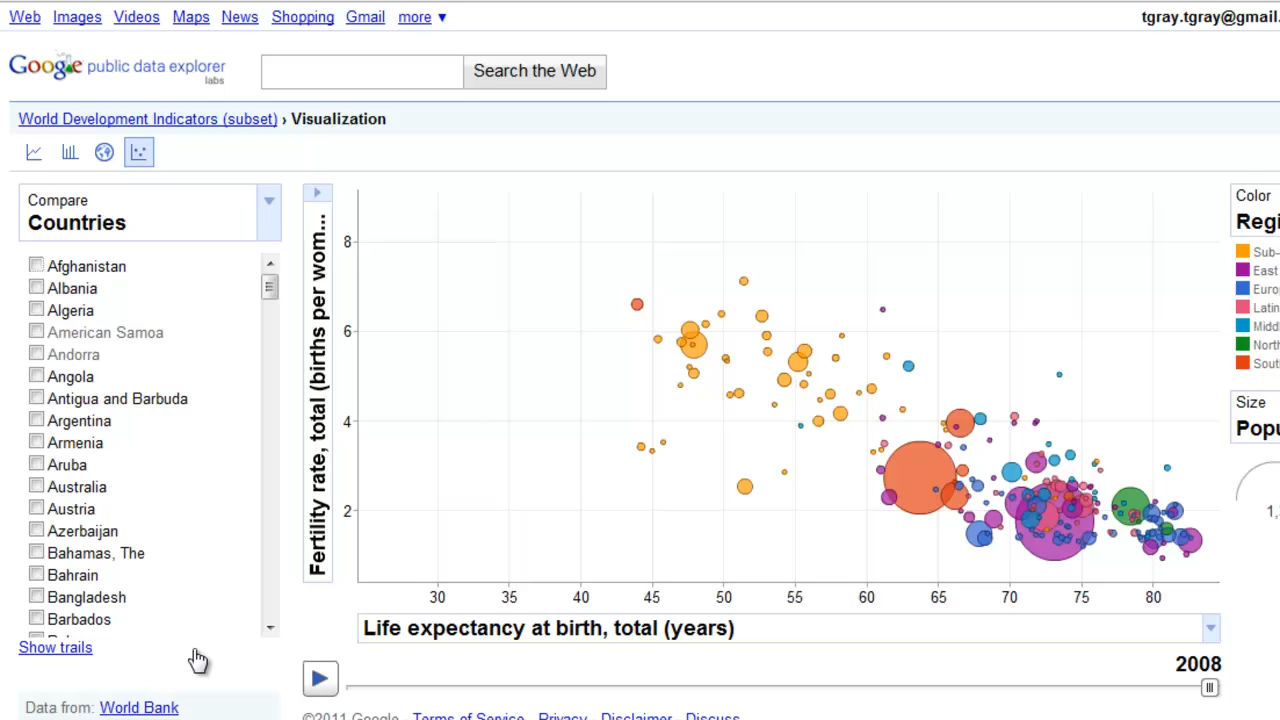 Web Images Videos Maps News Shopping Gmail more ▼ tgray.tgray@gmail.
Google public data explorer
labs
Search the Web
World Development Indicators (subset) › Visualization
Compare
Countries
Afghanistan
Albania
Algeria
American Samoa
Andorra
Angola
Antigua and Barbuda
Argentina
Armenia
Aruba
Australia
Austria
Azerbaijan
Bahamas, The
Bahrain
Bangladesh
Barbados
Show trails
Data from: World Bank
Fertility rate, total (births per wom...
8
6
4
2
30 35 40 45 50 55 60 65 70 75 80
Life expectancy at birth, total (years)
2008
©2011 Google - Terms of Service - Privacy - Disclaimer - Discuss
Color
Regi
Sub-
East
Euro
Latin
Midd
Nort
Sout
Size
Popu
1,